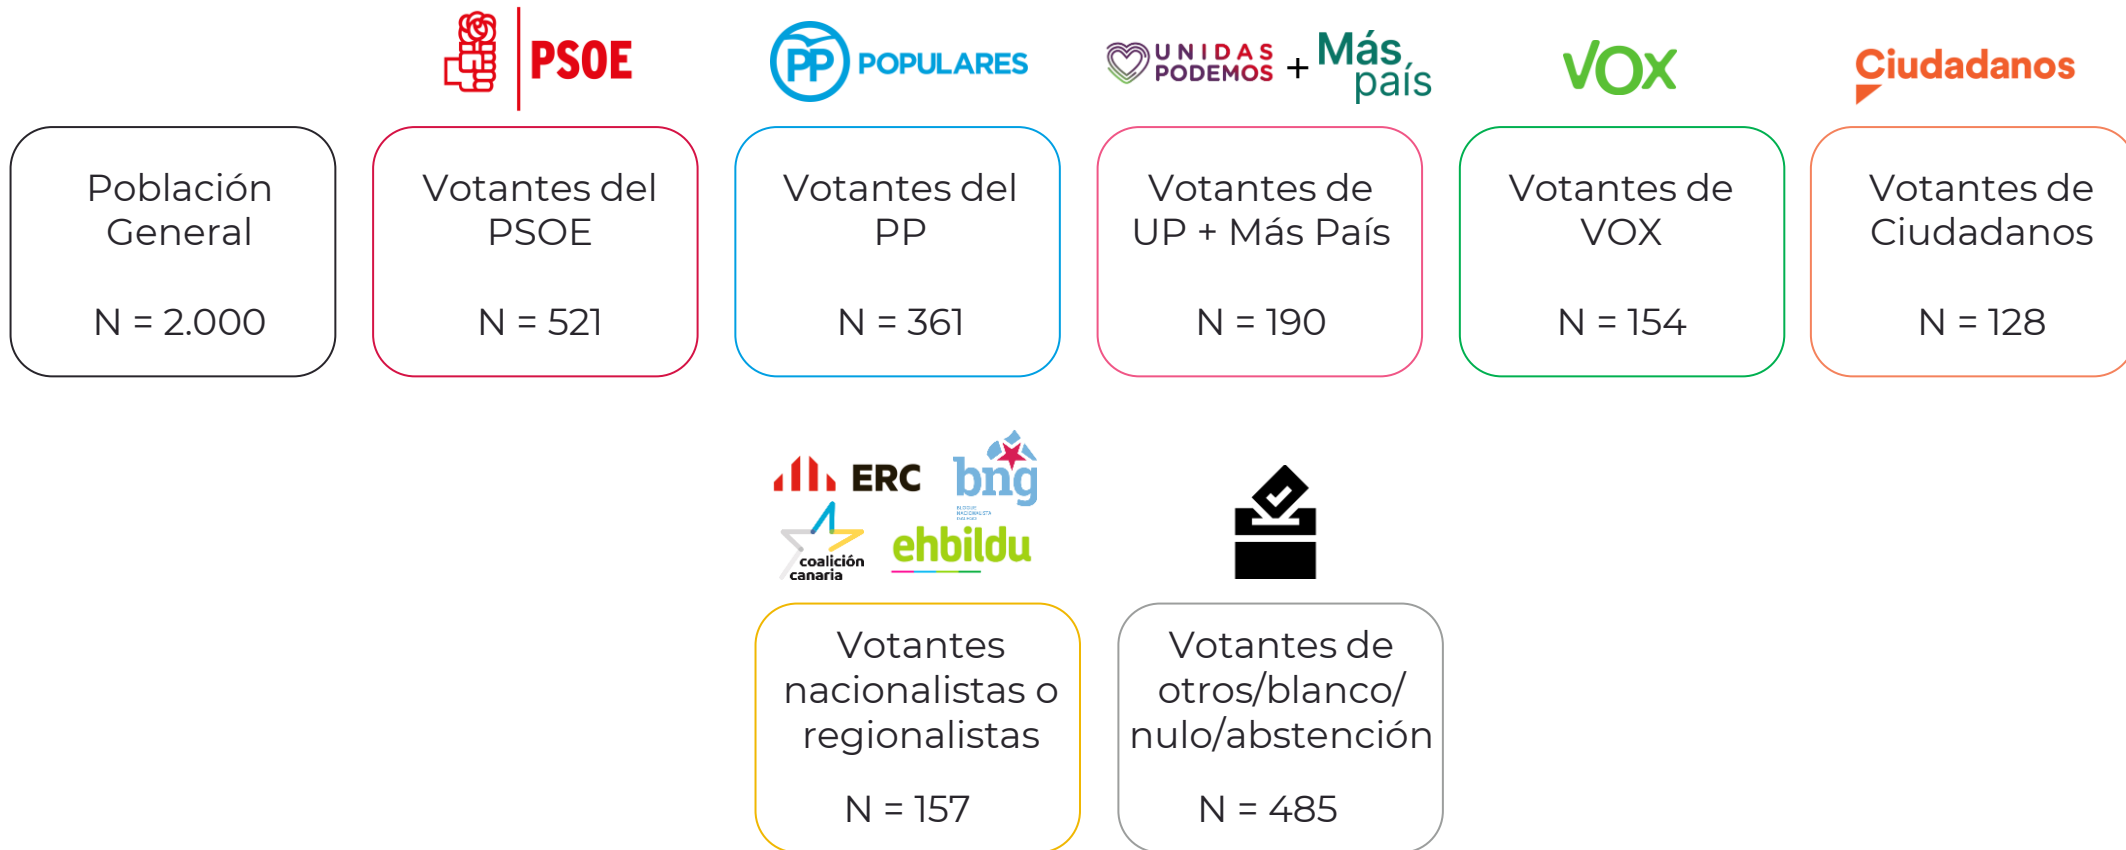 PSOE
PP POPULARES
UNIDAS
PODEMOS
+
Más
país
VOX
Ciudadanos
Población
General
N = 2.000
Votantes del
PSOE
N = 521
Votantes del
PP
N = 361
Votantes de
UP + Más País
N = 190
Votantes de
VOX
N = 154
Votantes de
Ciudadanos
N = 128
ERC
bng
BLOQUE
NACIONALISTA
coalición
canaria
ehbildu
Votantes
nacionalistas o
regionalistas
N = 157
Votantes de
otros/blanco/
nulo/abstención
N = 485